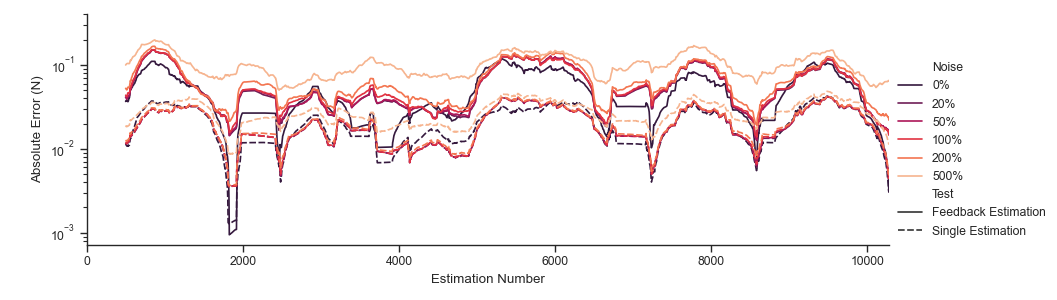 Absolute Error (N)
10⁻¹
10⁻²
10⁻³
0
2000
4000
6000
8000
10000
Estimation Number
Noise
0%
20%
50%
100%
200%
500%
Test
Feedback Estimation
Single Estimation